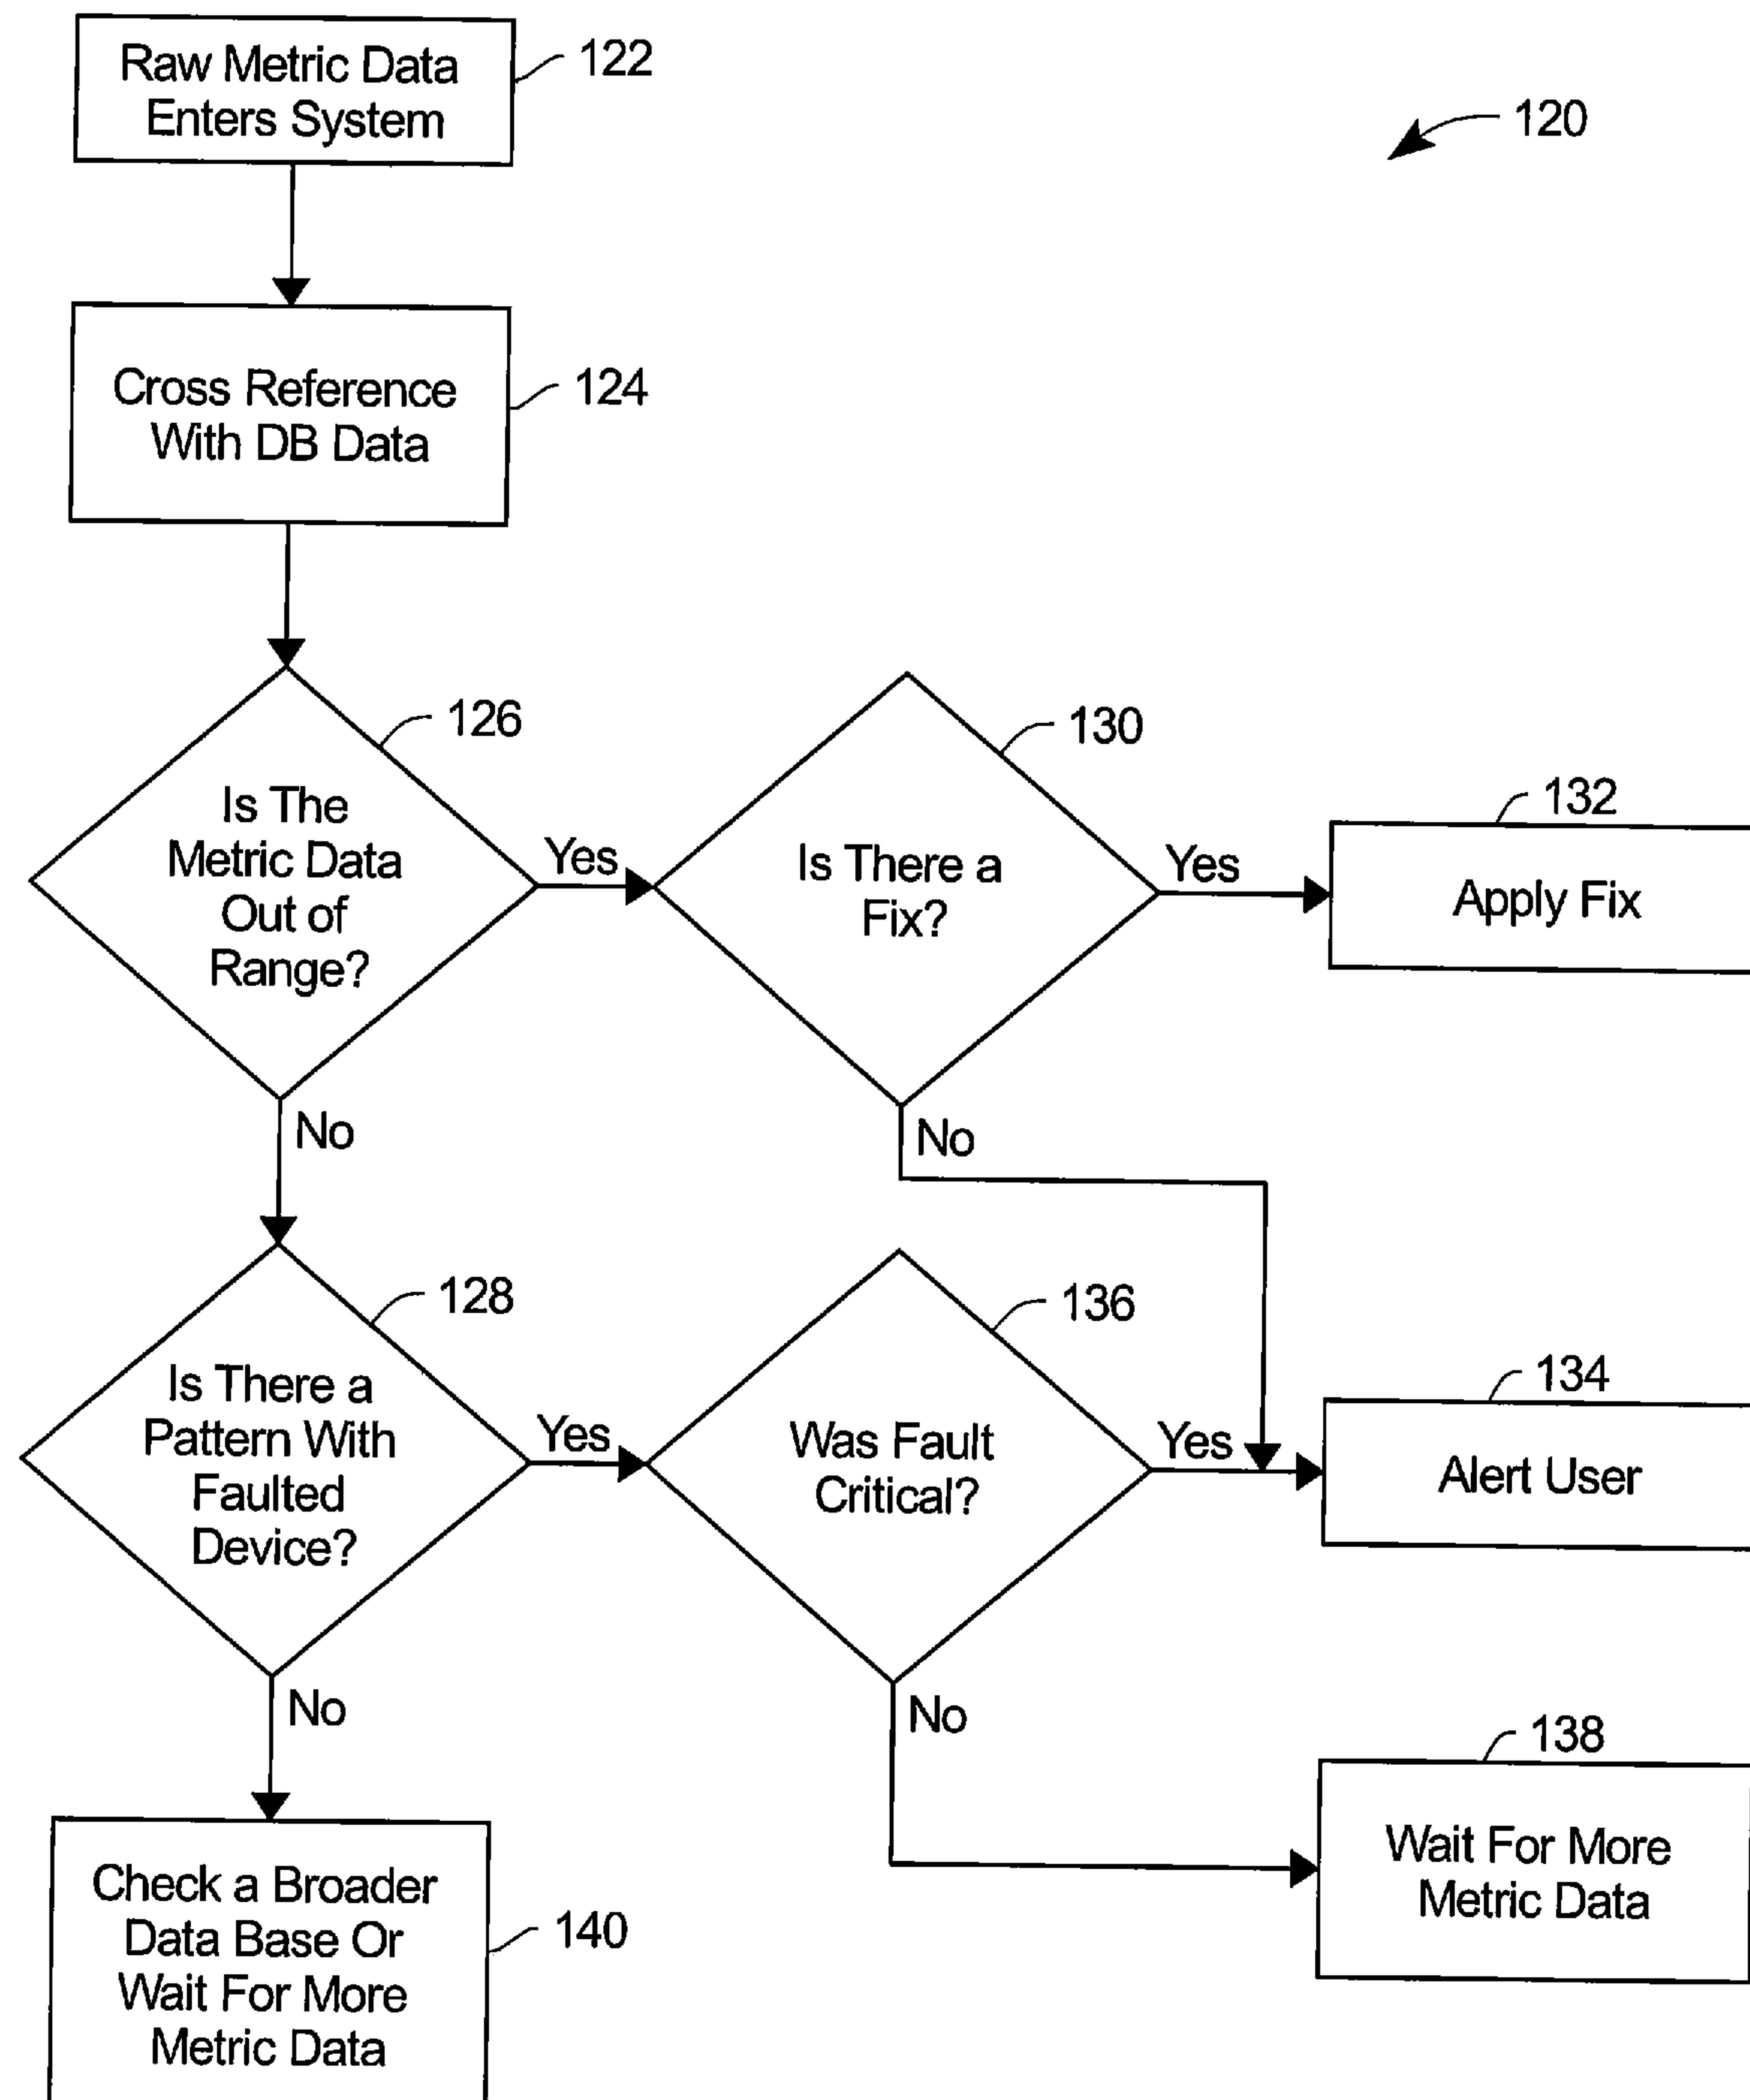 Raw Metric Data
Enters System
122
120
Cross Reference
With DB Data
124
126
Is The
Metric Data
Out of
Range?
Yes
No
130
Is There a
Fix?
Yes
No
132
Apply Fix
128
Is There a
Pattern With
Faulted
Device?
Yes
No
136
Was Fault
Critical?
Yes
No
134
Alert User
138
Wait For More
Metric Data
Check a Broader
Data Base Or
Wait For More
Metric Data
140